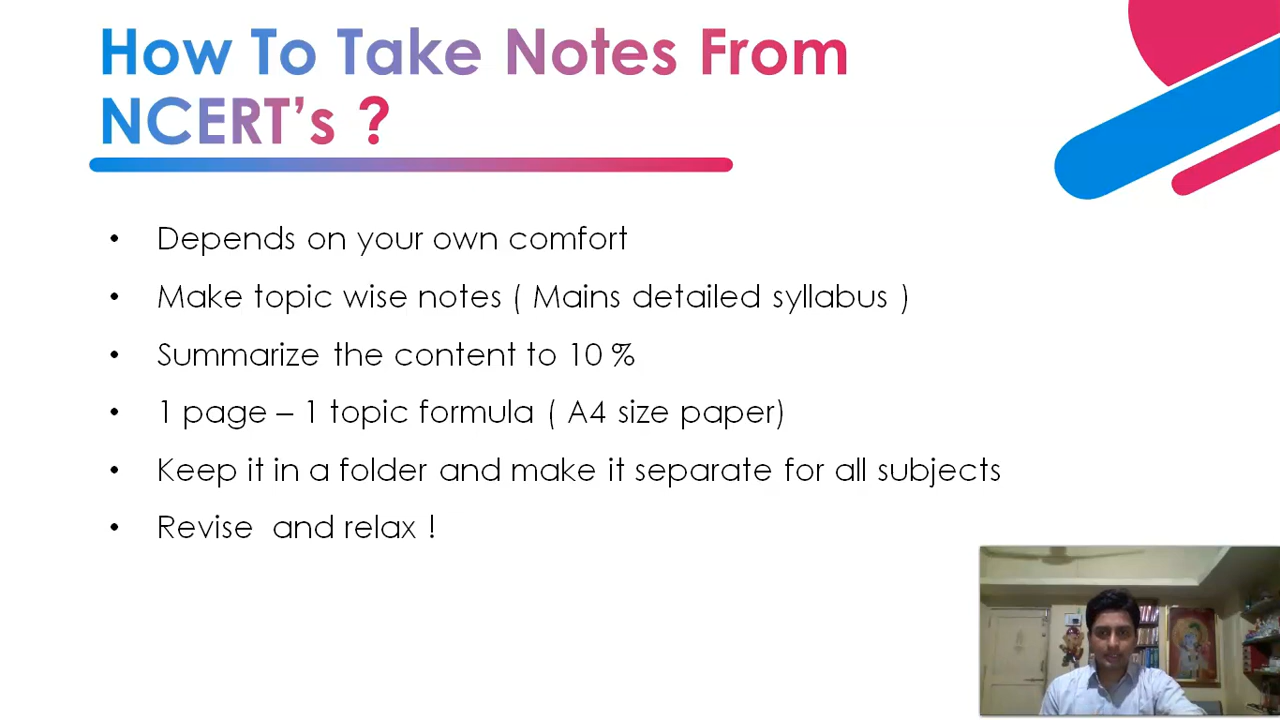 How To Take Notes From
NCERT's ?
• Depends on your own comfort
• Make topic wise notes ( Mains detailed syllabus )
• Summarize the content to 10 %
• 1 page – 1 topic formula ( A4 size paper)
• Keep it in a folder and make it separate for all subjects
• Revise  and relax !